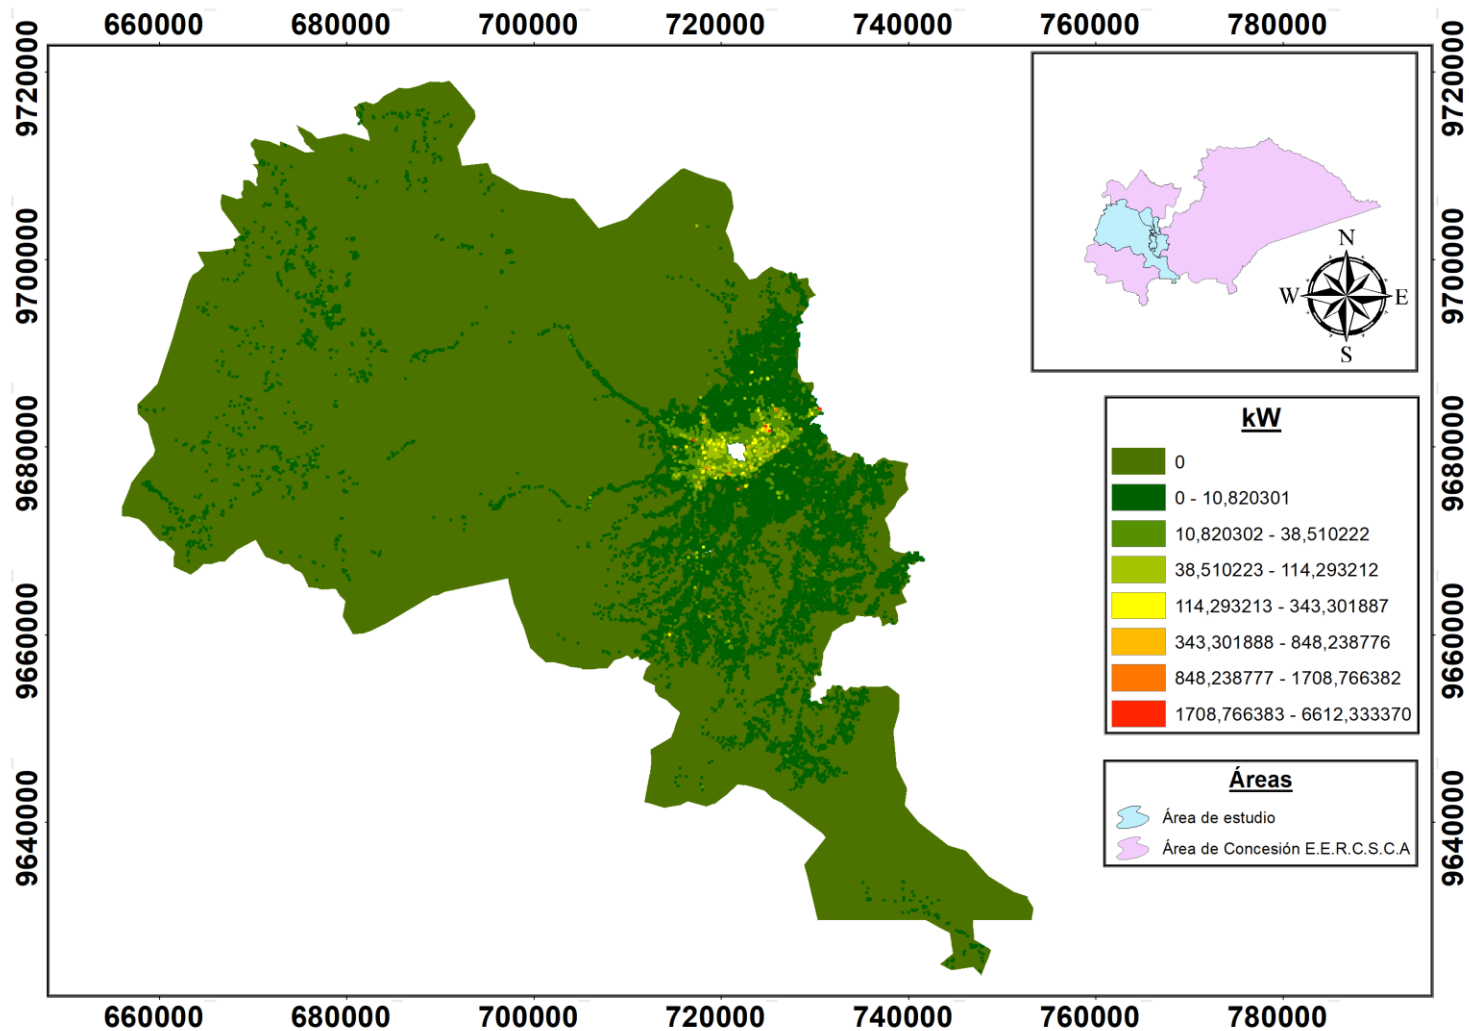 660000 680000 700000 720000 740000 760000 780000
9720000 9720000
9700000 9700000
9680000 9680000
9660000 9660000
9640000 9640000
N
W E
S
kW
0
0 - 10,820301
10,820302 - 38,510222
38,510223 - 114,293212
114,293213 - 343,301887
343,301888 - 848,238776
848,238777 - 1708,766382
1708,766383 - 6612,333370
Áreas
Área de estudio
Área de Concesión E.E.R.C.S.C.A
660000 680000 700000 720000 740000 760000 780000